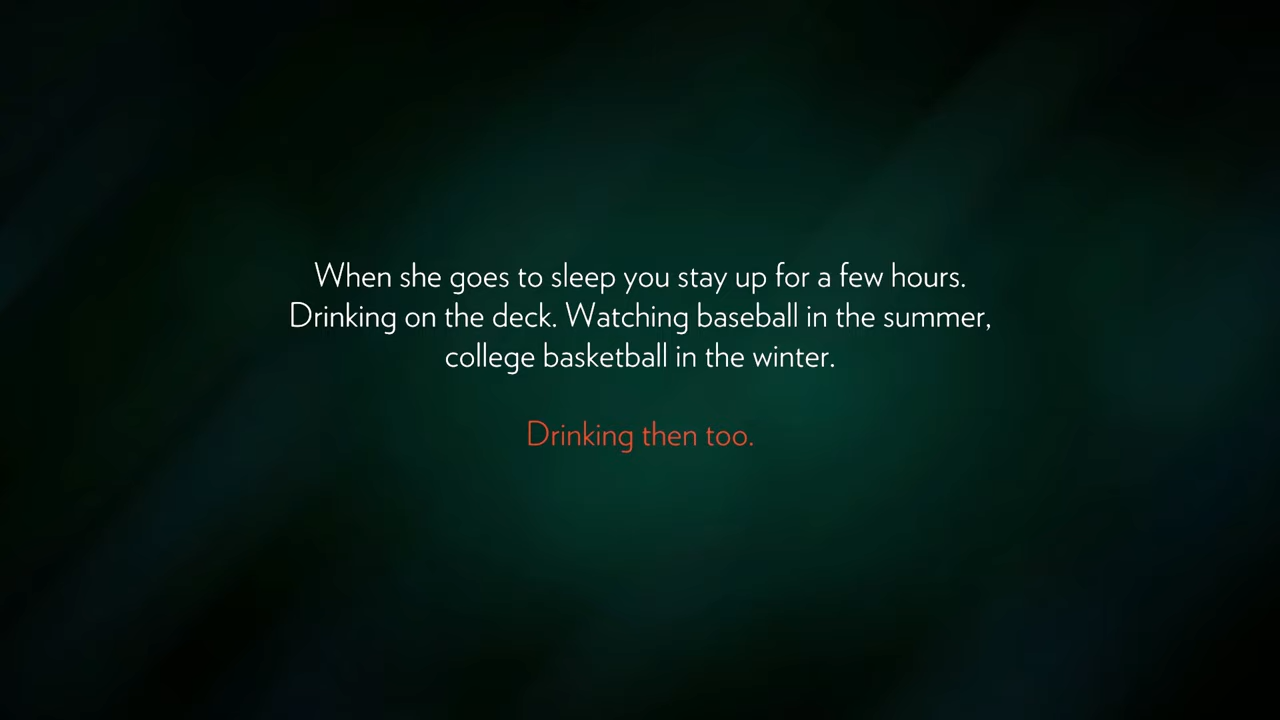 When she goes to sleep you stay up for a few hours.
Drinking on the deck. Watching baseball in the summer,
college basketball in the winter.
Drinking then too.